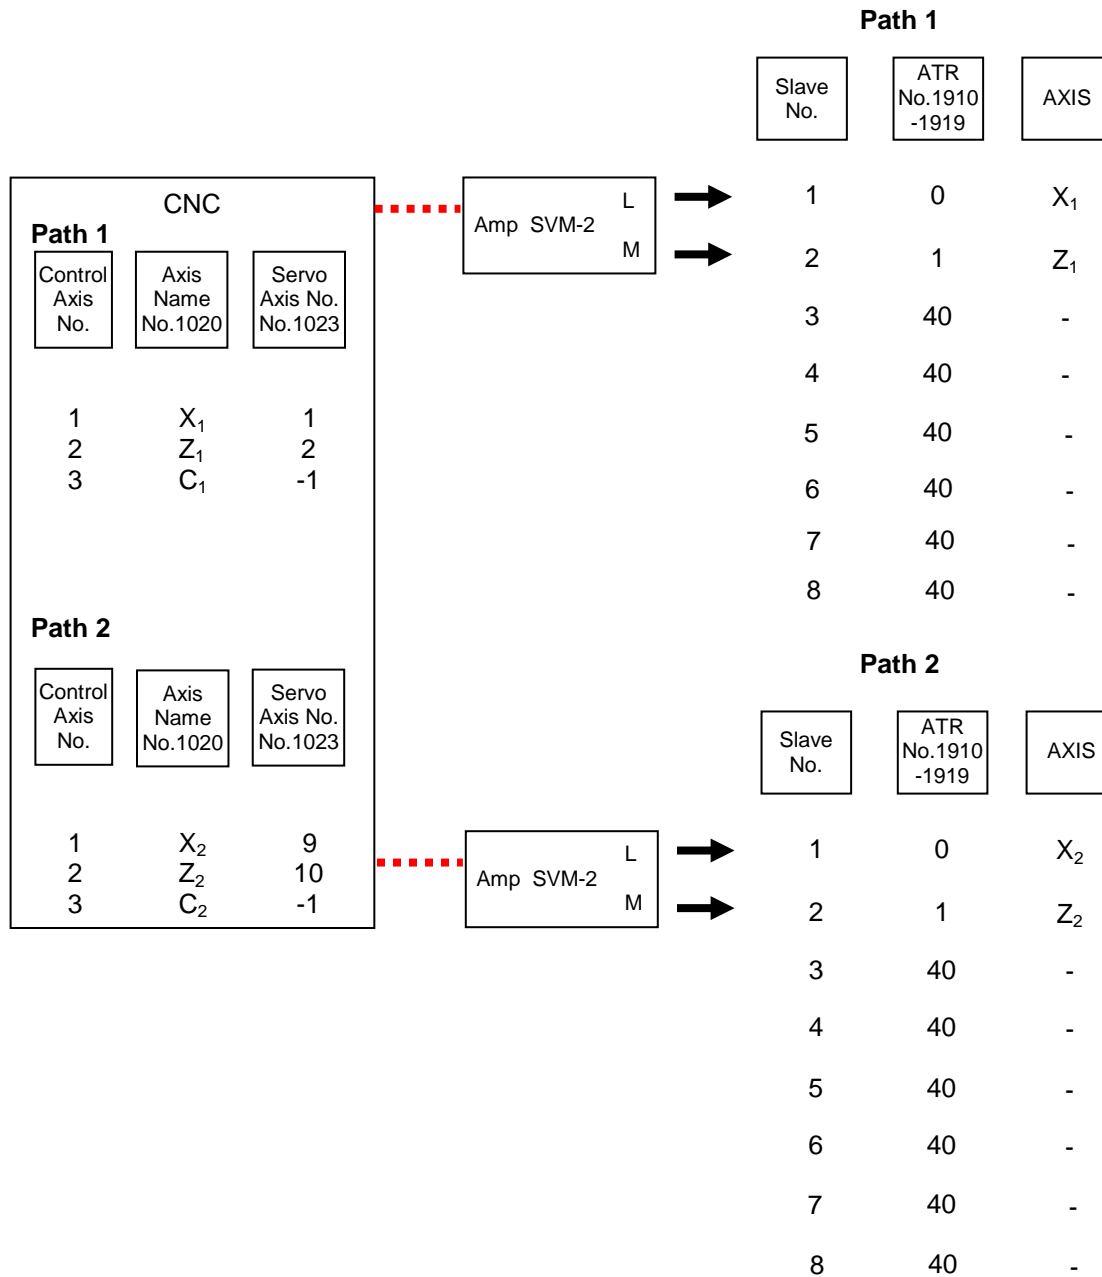 Path 1
Slave
No.
ATR
No.1910
-1919
AXIS
1 0 X₁
2 1 Z₁
3 40 -
4 40 -
5 40 -
6 40 -
7 40 -
8 40 -
CNC
Path 1
Control
Axis
No.
Axis
Name
No.1020
Servo
Axis No.
No.1023
1 X₁ 1
2 Z₁ 2
3 C₁ -1
Amp SVM-2
L
M
Path 2
Control
Axis
No.
Axis
Name
No.1020
Servo
Axis No.
No.1023
1 X₂ 9
2 Z₂ 10
3 C₂ -1
Amp SVM-2
L
M
Path 2
Slave
No.
ATR
No.1910
-1919
AXIS
1 0 X₂
2 1 Z₂
3 40 -
4 40 -
5 40 -
6 40 -
7 40 -
8 40 -